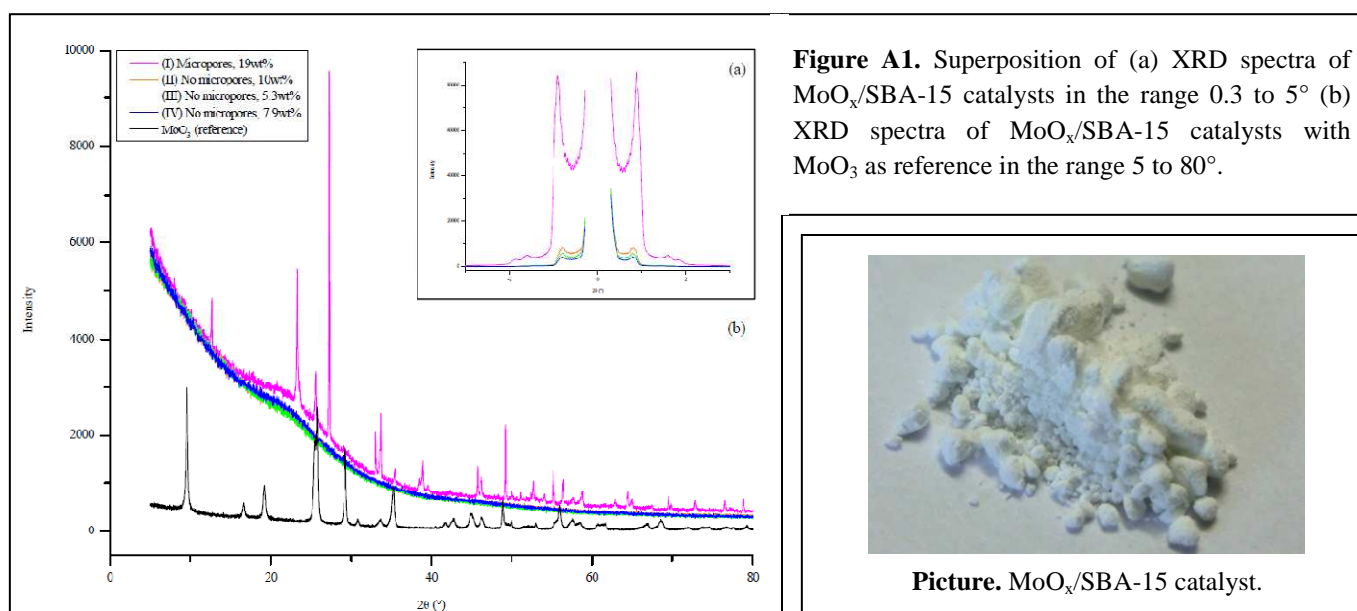 10000
8000
6000
4000
2000
0
0
20
40
60
80
Intensity
2θ (°)
(I) Micropores, 19wt%
(II) No micropores, 10wt%
(III) No micropores, 5.3wt%
(IV) No micropores, 7.9wt%
MoO₃ (reference)
(a)
Intensity
2θ (°)
(b)
Figure A1. Superposition of (a) XRD spectra of
MoOₓ/SBA-15 catalysts in the range 0.3 to 5° (b)
XRD spectra of MoOₓ/SBA-15 catalysts with
MoO₃ as reference in the range 5 to 80°.
Picture. MoOₓ/SBA-15 catalyst.